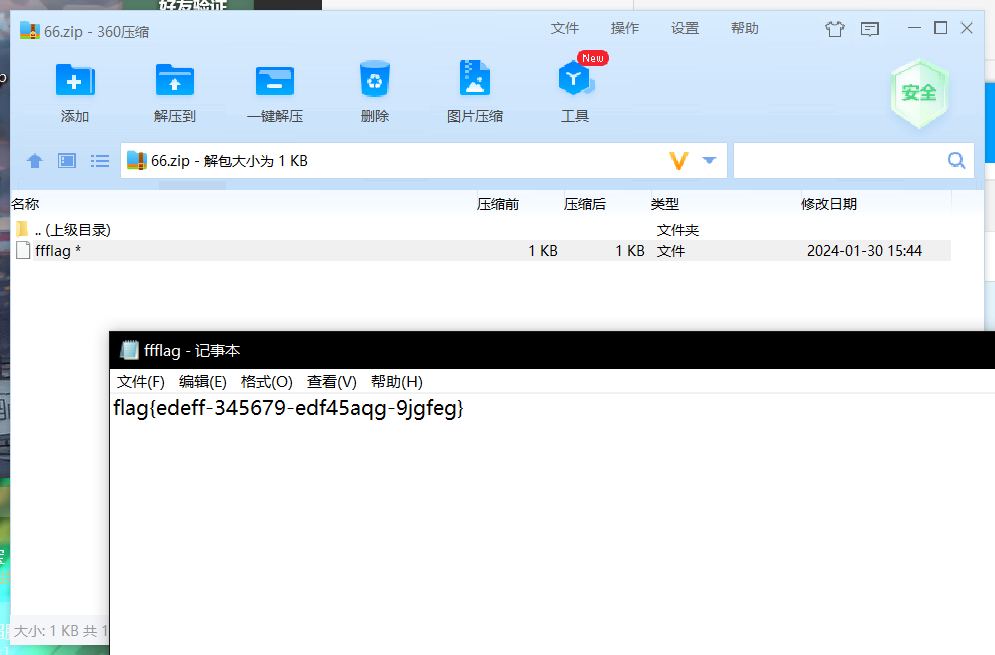 好友验证
66.zip - 360压缩
文件 操作 设置 帮助
New
添加 解压到 一键解压 删除 图片压缩 工具
安全
66.zip - 解包大小为 1 KB
名称 压缩前 压缩后 类型 修改日期
.. (上级目录) 文件夹
ffflag * 1 KB 1 KB 文件 2024-01-30 15:44
ffflag - 记事本
文件(F) 编辑(E) 格式(O) 查看(V) 帮助(H)
flag{edeff-345679-edf45aqg-9jgfeg}
大小: 1 KB 共 1